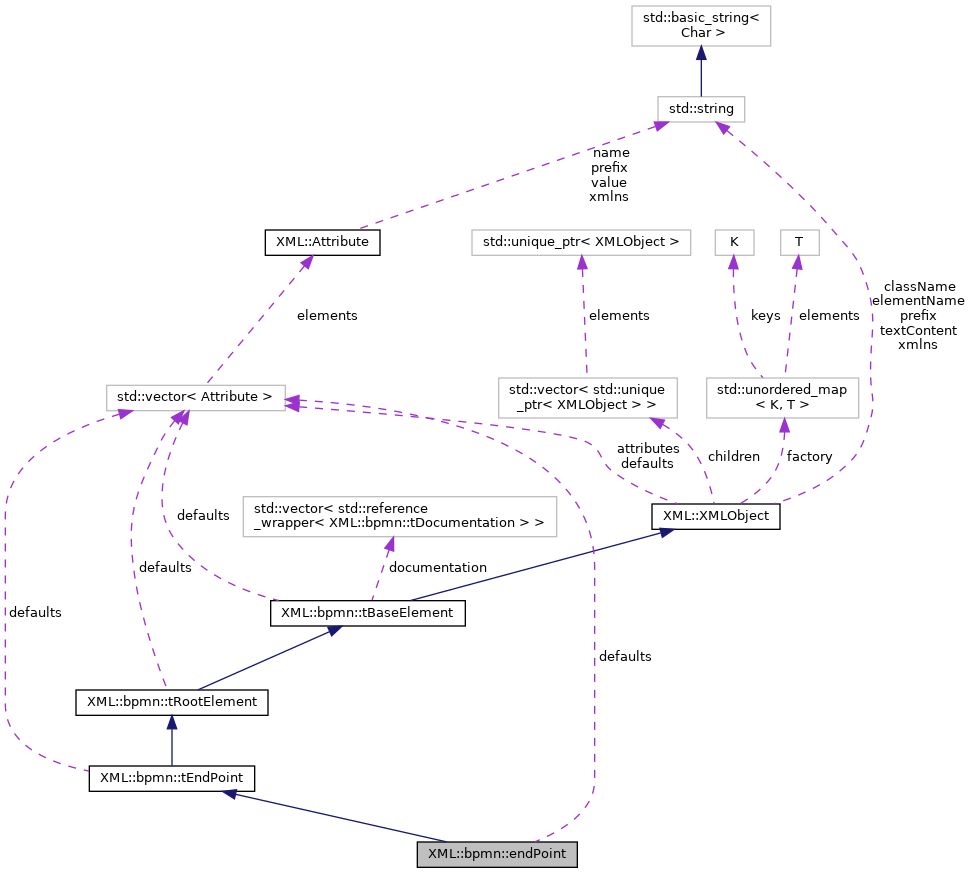 std::basic_string<
Char >
std::string
name
prefix
value
xmlns
XML::Attribute
std::unique_ptr< XMLObject >
K
T
className
elementName
prefix
textContent
xmlns
elements
elements
keys
elements
std::vector< Attribute >
std::vector< std::unique
_ptr< XMLObject > >
std::unordered_map
< K, T >
attributes
defaults
children
factory
std::vector< std::reference
_wrapper< XML::bpmn::tDocumentation > >
XML::XMLObject
defaults
defaults
documentation
defaults
XML::bpmn::tBaseElement
defaults
XML::bpmn::tRootElement
XML::bpmn::tEndPoint
XML::bpmn::endPoint